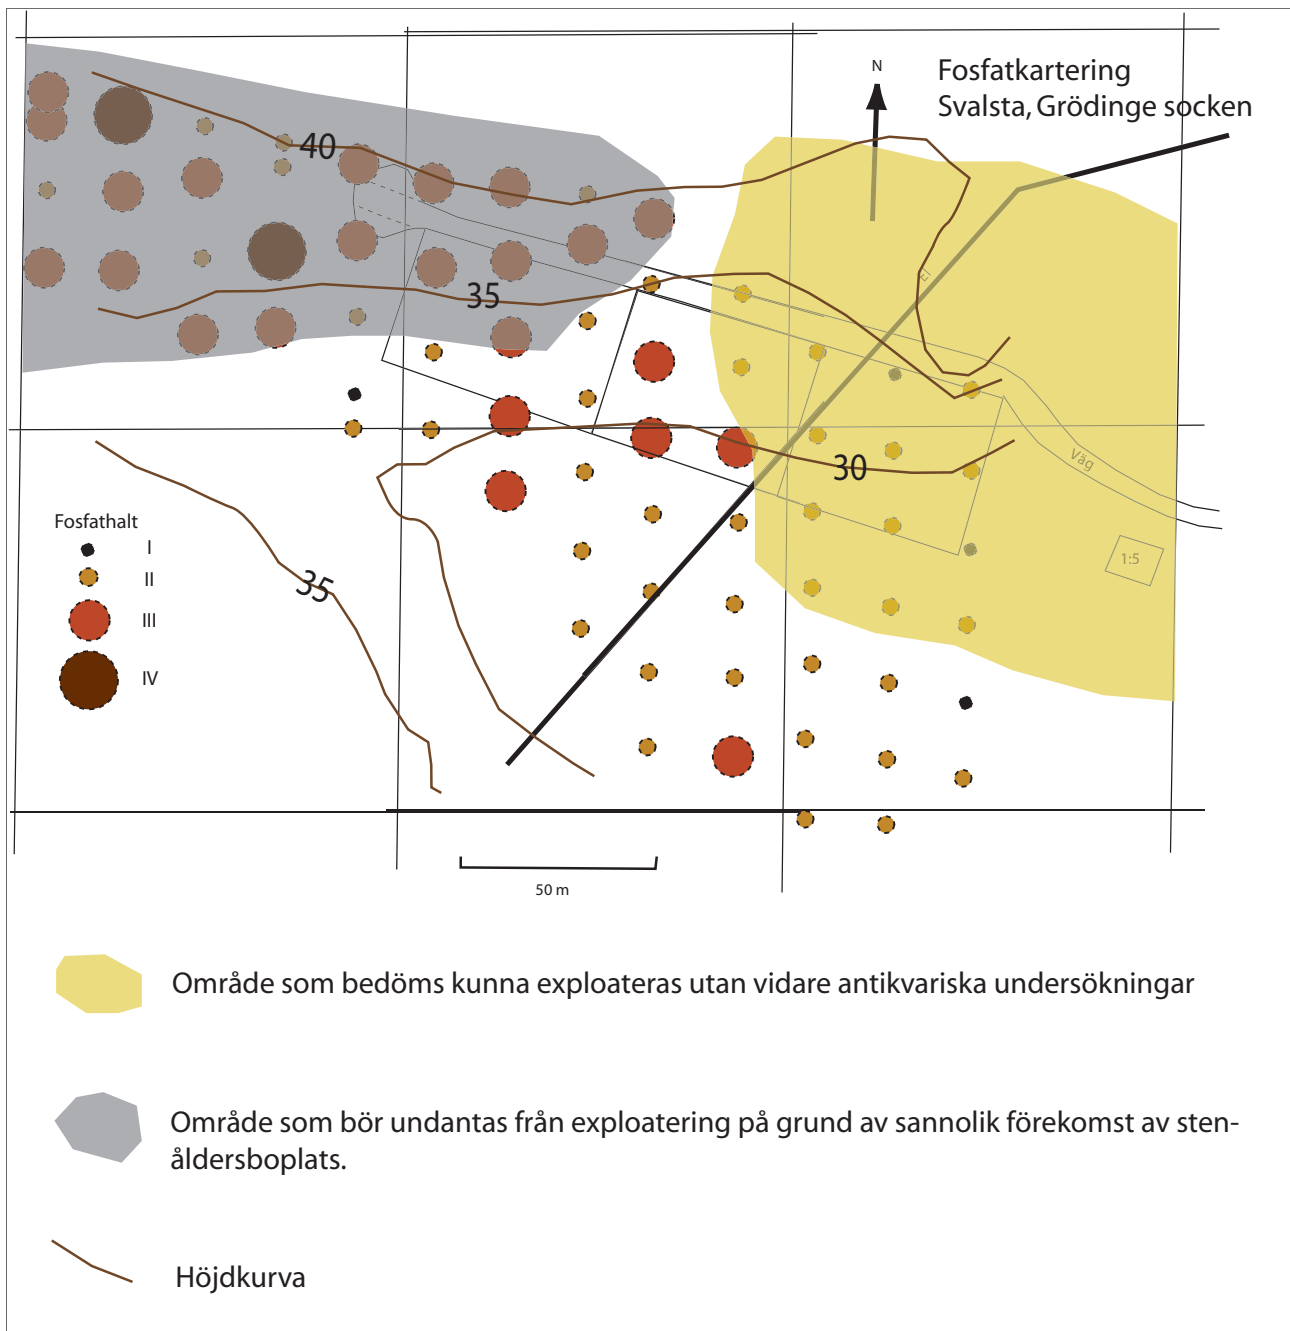 N
Fosfatkartering
Svalsta, Grödinge socken
40
35
El
30
Väg
1:5
Fosfathalt
I
II
III
IV
35
50 m
Område som bedöms kunna exploateras utan vidare antikvariska undersökningar
Område som bör undantas från exploatering på grund av sannolik förekomst av sten-
åldersboplats.
Höjdkurva